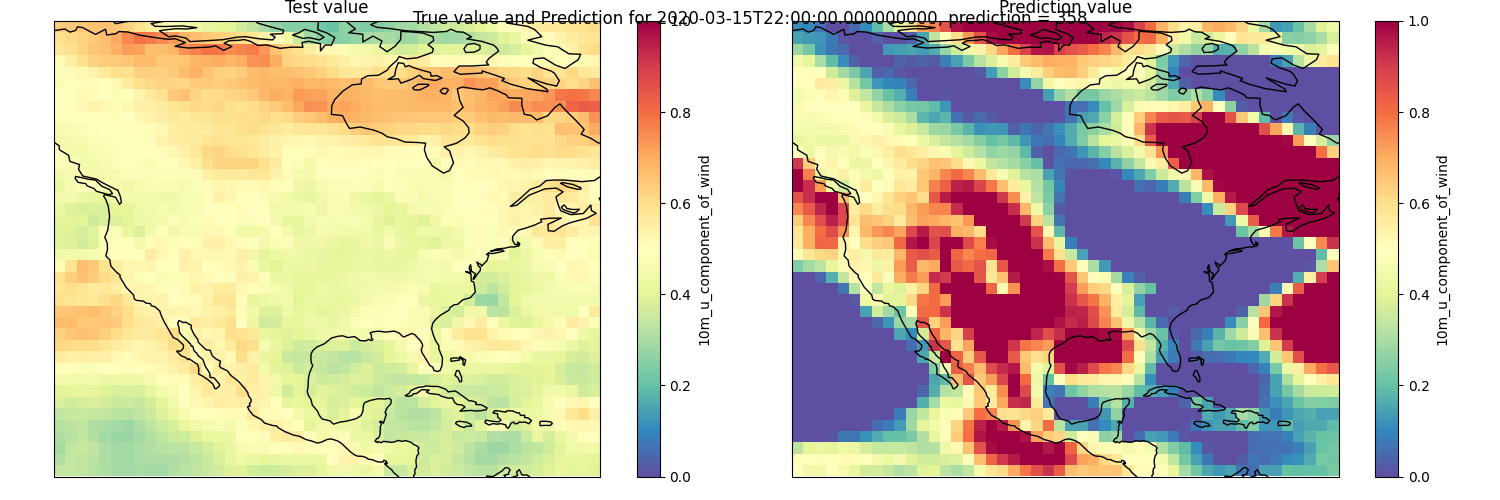 True value and Prediction for 2020-03-15T22:00:00.000000000, prediction = 358
Test value
1.0
0.8
0.6
0.4
0.2
0.0
10m_u_component_of_wind
Prediction value
1.0
0.8
0.6
0.4
0.2
0.0
10m_u_component_of_wind